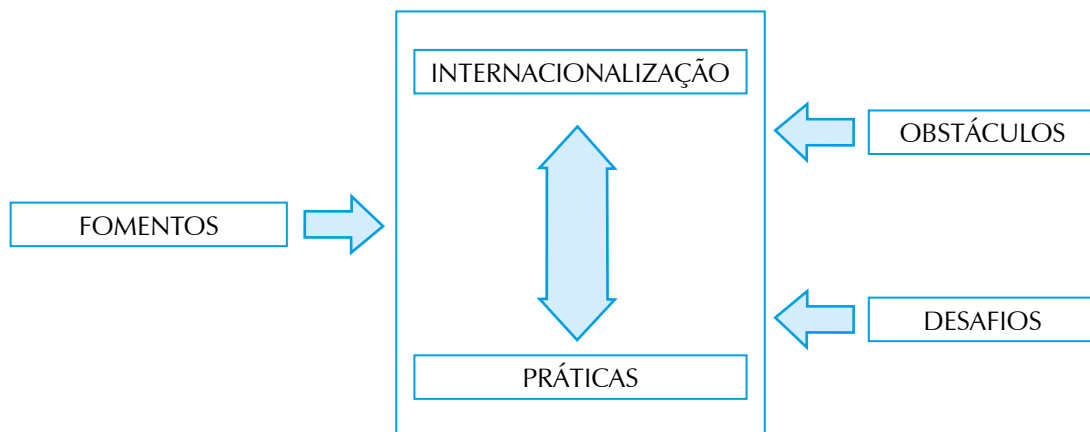 INTERNACIONALIZAÇÃO
OBSTÁCULOS
FOMENTOS
DESAFIOS
PRÁTICAS